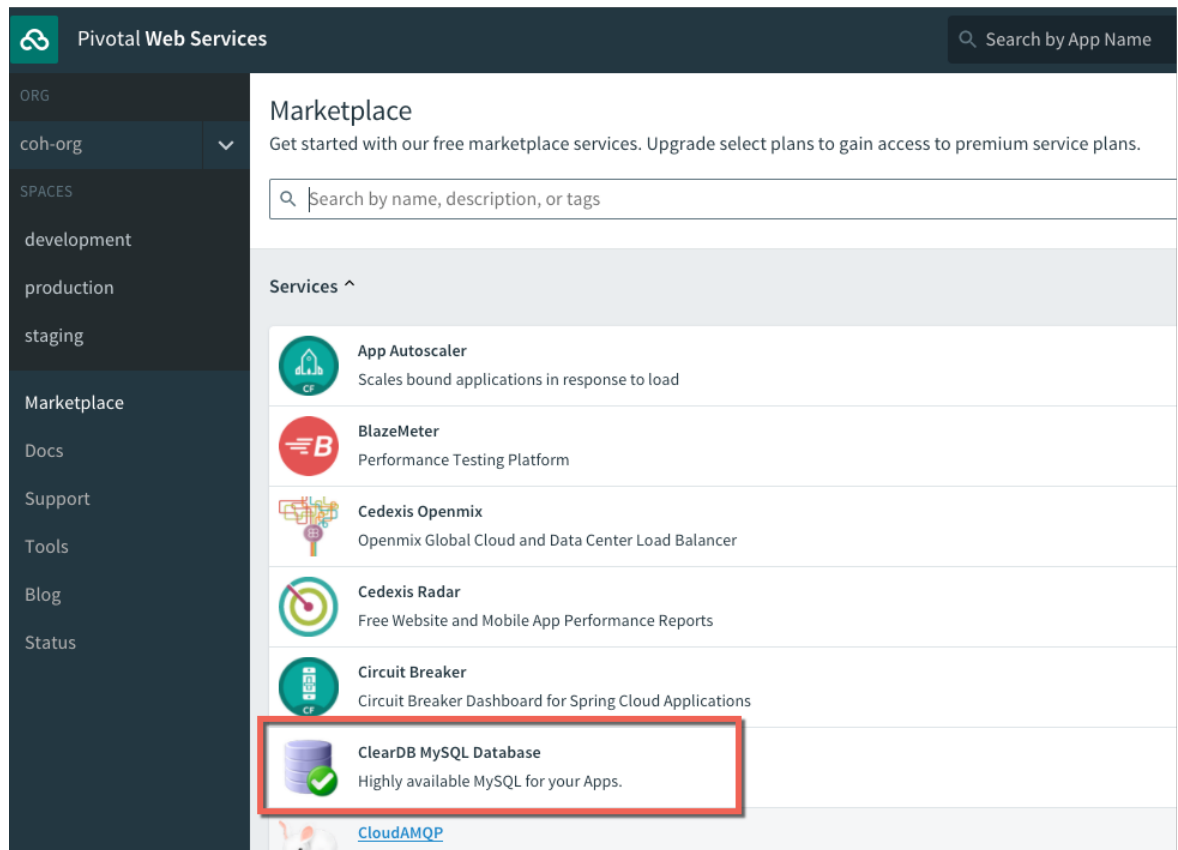 Pivotal Web Services
Search by App Name
ORG
coh-org
SPACES
development
production
staging
Marketplace
Docs
Support
Tools
Blog
Status
Marketplace
Get started with our free marketplace services. Upgrade select plans to gain access to premium service plans.
Search by name, description, or tags
Services
App Autoscaler
Scales bound applications in response to load
CF
BlazeMeter
Performance Testing Platform
B
Cedexis Openmix
Openmix Global Cloud and Data Center Load Balancer
Cedexis Radar
Free Website and Mobile App Performance Reports
Circuit Breaker
Circuit Breaker Dashboard for Spring Cloud Applications
CF
ClearDB MySQL Database
Highly available MySQL for your Apps.
CloudAMQP